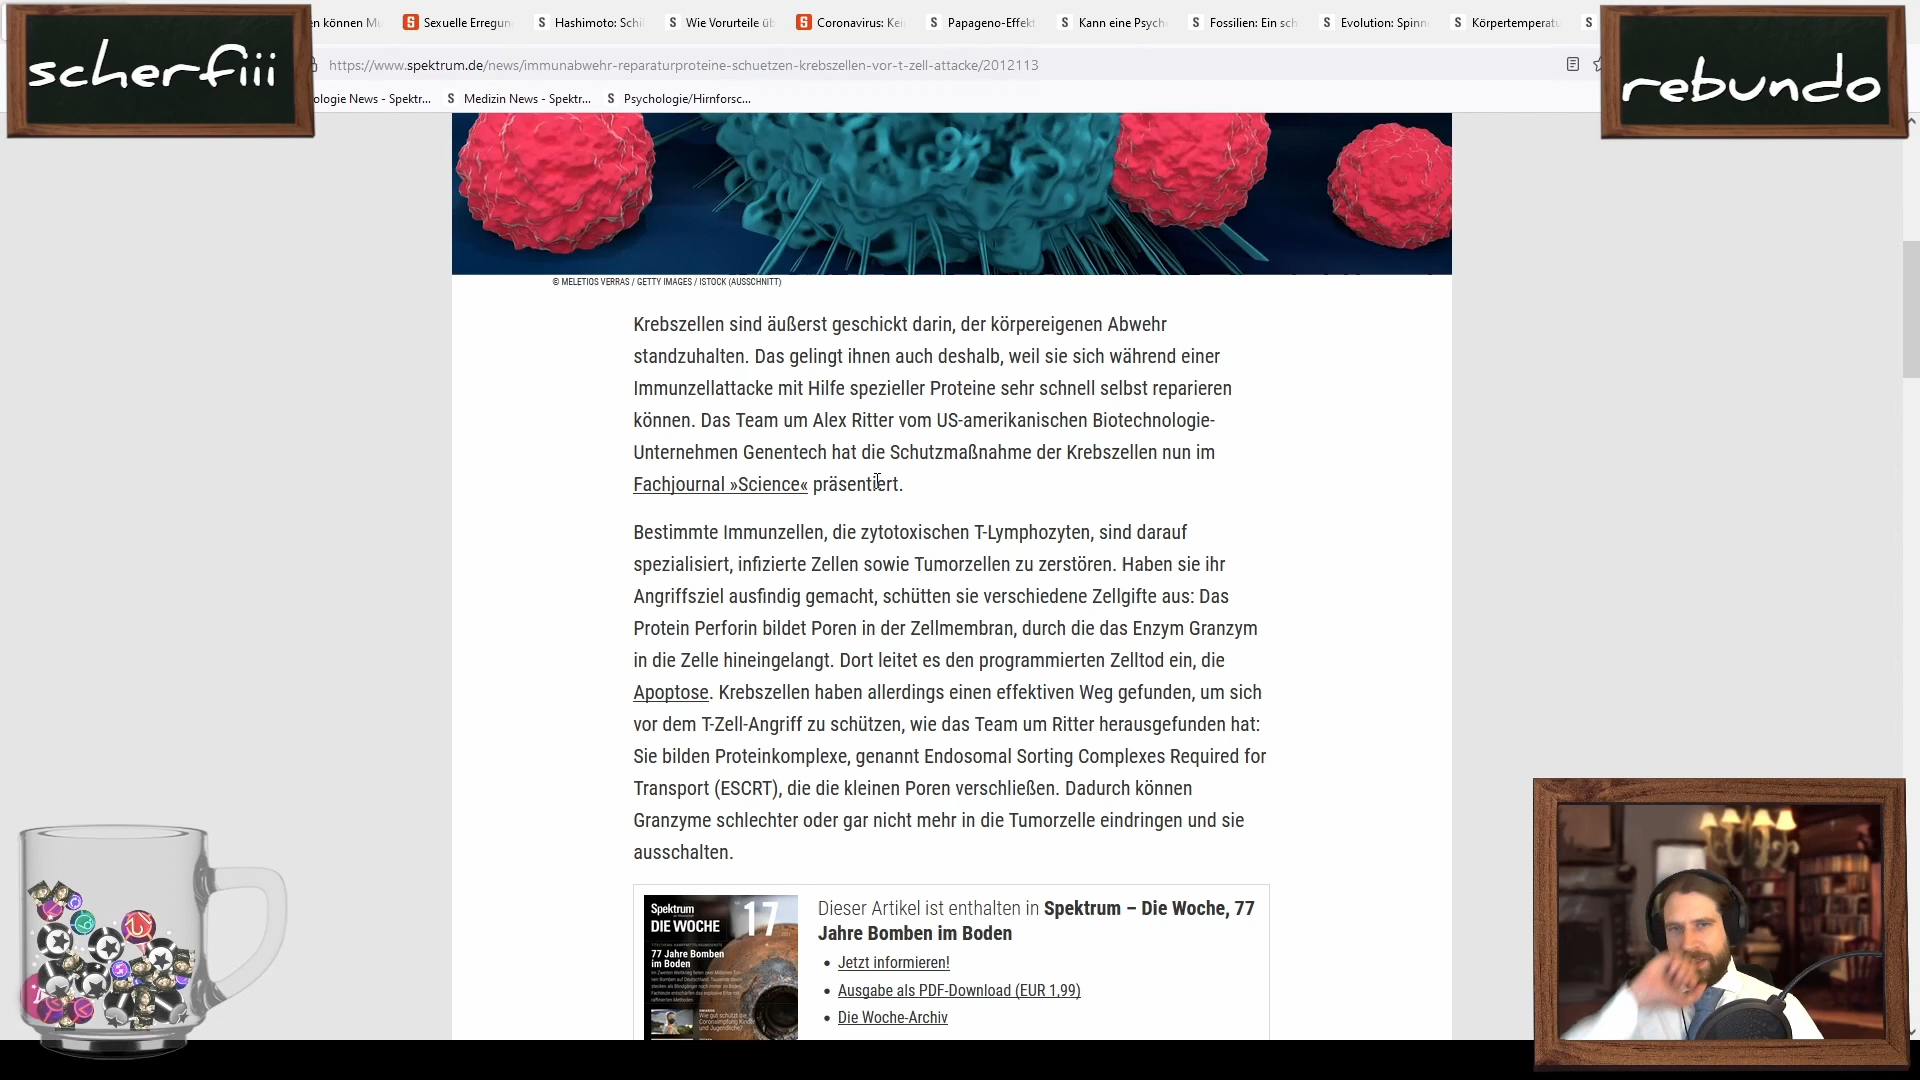 scherfiii
rebundo
en können Mu
Sexuelle Erregun
Hashimoto: Schi
Wie Vorurteile üb
Coronavirus: Kei
Papageno-Effekt
Kann eine Psych
Fossilien: Ein sch
Evolution: Spinn
Körpertemperatu
https://www.spektrum.de/news/immunabwehr-reparaturproteine-schuetzen-krebszellen-vor-t-zell-attacke/2012113
ologie News - Spektr...
Medizin News - Spektr...
Psychologie/Hirnforsc...
© MELETIOS VERRAS / GETTY IMAGES / ISTOCK (AUSSCHNITT)
Krebszellen sind äußerst geschickt darin, der körpereigenen Abwehr
standzuhalten. Das gelingt ihnen auch deshalb, weil sie sich während einer
Immunzellattacke mit Hilfe spezieller Proteine sehr schnell selbst reparieren
können. Das Team um Alex Ritter vom US-amerikanischen Biotechnologie-
Unternehmen Genentech hat die Schutzmaßnahme der Krebszellen nun im
Fachjournal »Science« präsentiert.
Bestimmte Immunzellen, die zytotoxischen T-Lymphozyten, sind darauf
spezialisiert, infizierte Zellen sowie Tumorzellen zu zerstören. Haben sie ihr
Angriffsziel ausfindig gemacht, schütten sie verschiedene Zellgifte aus: Das
Protein Perforin bildet Poren in der Zellmembran, durch die das Enzym Granzym
in die Zelle hineingelangt. Dort leitet es den programmierten Zelltod ein, die
Apoptose. Krebszellen haben allerdings einen effektiven Weg gefunden, um sich
vor dem T-Zell-Angriff zu schützen, wie das Team um Ritter herausgefunden hat:
Sie bilden Proteinkomplexe, genannt Endosomal Sorting Complexes Required for
Transport (ESCRT), die die kleinen Poren verschließen. Dadurch können
Granzyme schlechter oder gar nicht mehr in die Tumorzelle eindringen und sie
ausschalten.
Spektrum
DIE WOCHE
17
77 Jahre Bomben
im Boden
Dieser Artikel ist enthalten in Spektrum – Die Woche, 77
Jahre Bomben im Boden
• Jetzt informieren!
• Ausgabe als PDF-Download (EUR 1,99)
• Die Woche-Archiv